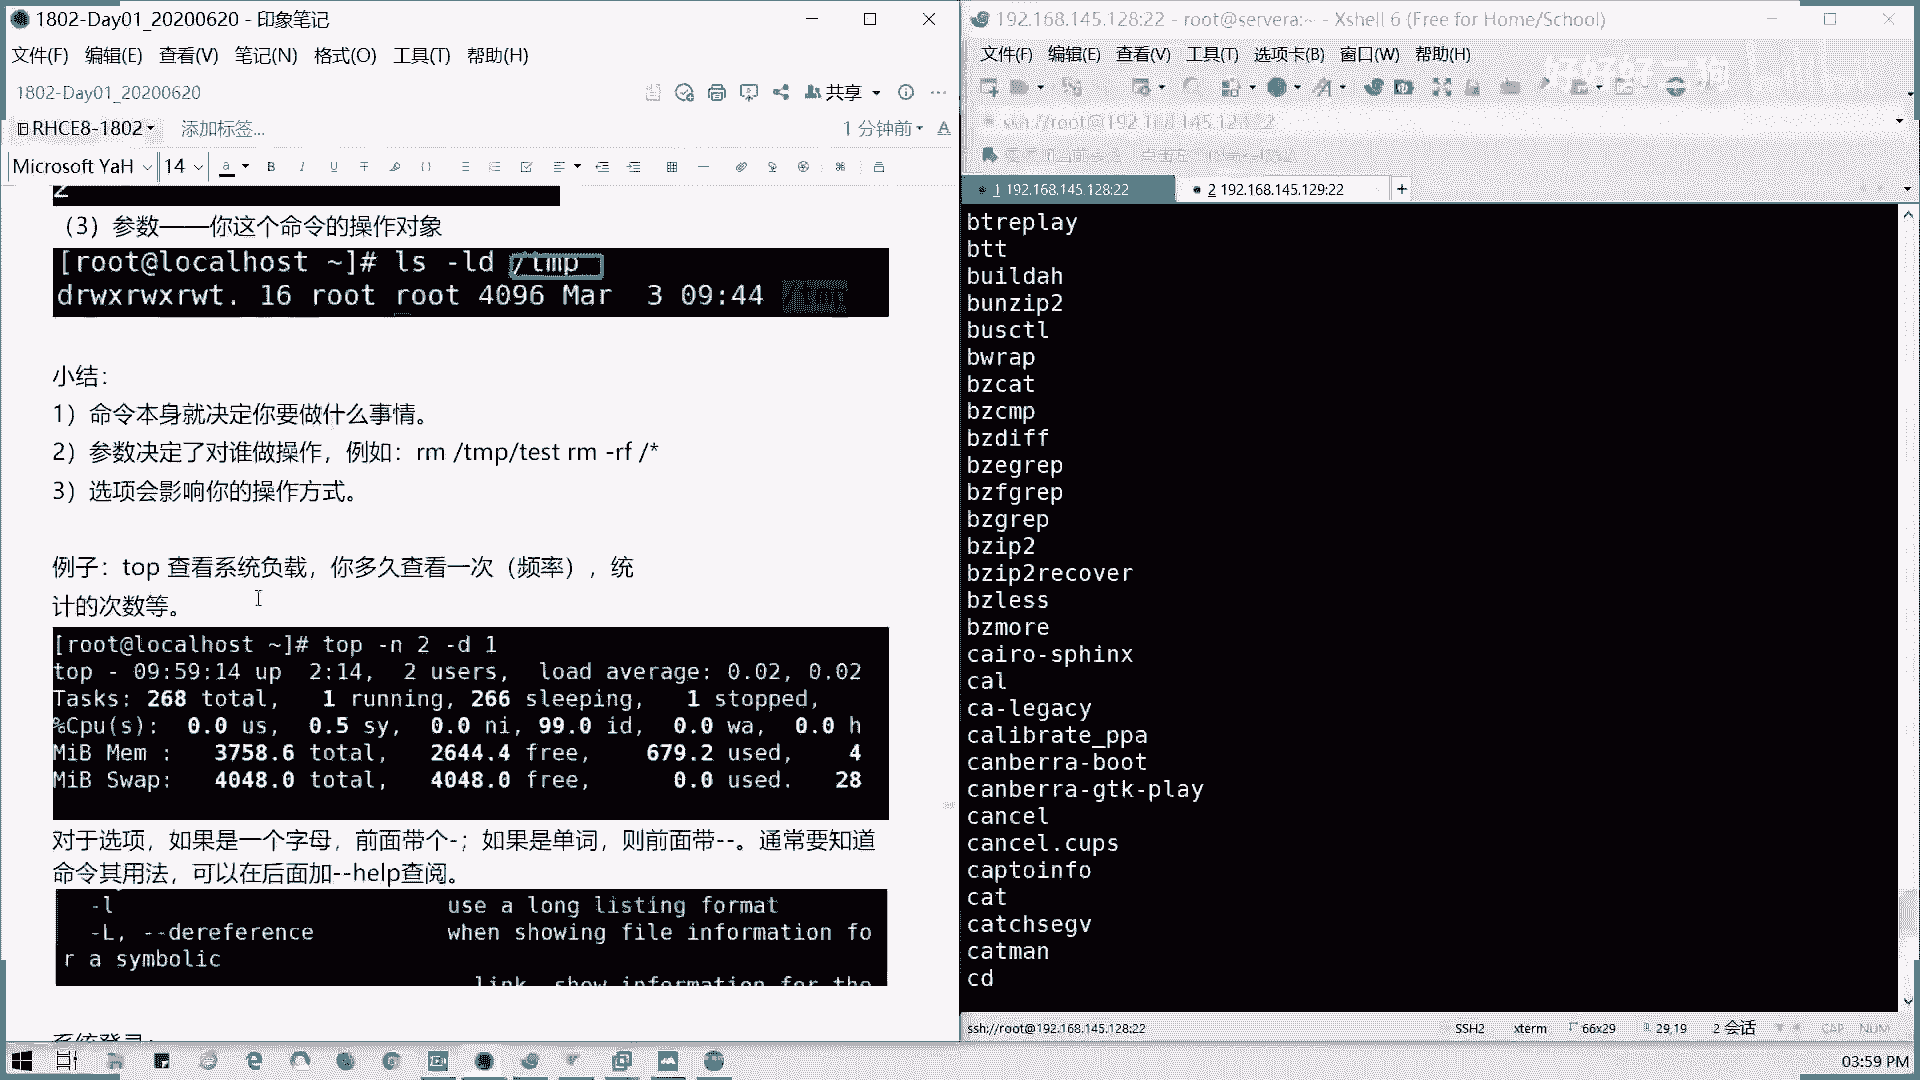 1802-Day01_20200620 - 印象笔记
文件(F) 编辑(E) 查看(V) 笔记(N) 格式(O) 工具(T) 帮助(H)
1802-Day01_20200620
共享
RHCE8-1802 添加标签...
1 分钟前
Microsoft YaH 14
2
（3）参数——你这个命令的操作对象
[root@localhost ~]# ls -ld /tmp
drwxrwxrwt. 16 root root 4096 Mar  3 09:44 /tmp
小结：
1）命令本身就决定你要做什么事情。
2）参数决定了对谁做操作，例如：rm /tmp/test rm -rf /*
3）选项会影响你的操作方式。
例子：top 查看系统负载，你多久查看一次（频率），统
计的次数等。
[root@localhost ~]# top -n 2 -d 1
top - 09:59:14 up  2:14,  2 users,  load average: 0.02, 0.02
Tasks: 268 total,   1 running, 266 sleeping,   1 stopped,
%Cpu(s):  0.0 us,  0.5 sy,  0.0 ni, 99.0 id,  0.0 wa,  0.0 h
MiB Mem :   3758.6 total,   2644.4 free,    679.2 used,    4
MiB Swap:   4048.0 total,   4048.0 free,      0.0 used.   28
对于选项，如果是一个字母，前面带个-；如果是单词，则前面带--。通常要知道
命令其用法，可以在后面加--help查阅。
-l use a long listing format
-L, --dereference when showing file information fo
r a symbolic
link, show information for the
系统登录：
192.168.145.128:22 - root@servera:~ - Xshell 6 (Free for Home/School)
文件(F) 编辑(E) 查看(V) 工具(T) 选项卡(B) 窗口(W) 帮助(H)
好好好二狗
ssh://root@192.168.145.128:22
1 192.168.145.128:22 2 192.168.145.129:22 +
btreplay
btt
buildah
bunzip2
busctl
bwrap
bzcat
bzcmp
bzdiff
bzegrep
bzfgrep
bzgrep
bzip2
bzip2recover
bzless
bzmore
cairo-sphinx
cal
ca-legacy
calibrate_ppa
canberra-boot
canberra-gtk-play
cancel
cancel.cups
captoinfo
cat
catchsegv
catman
cd
ssh://root@192.168.145.128:22 SSH2 xterm 66x29 29,19 2 会话 CAP NUM
03:59 PM